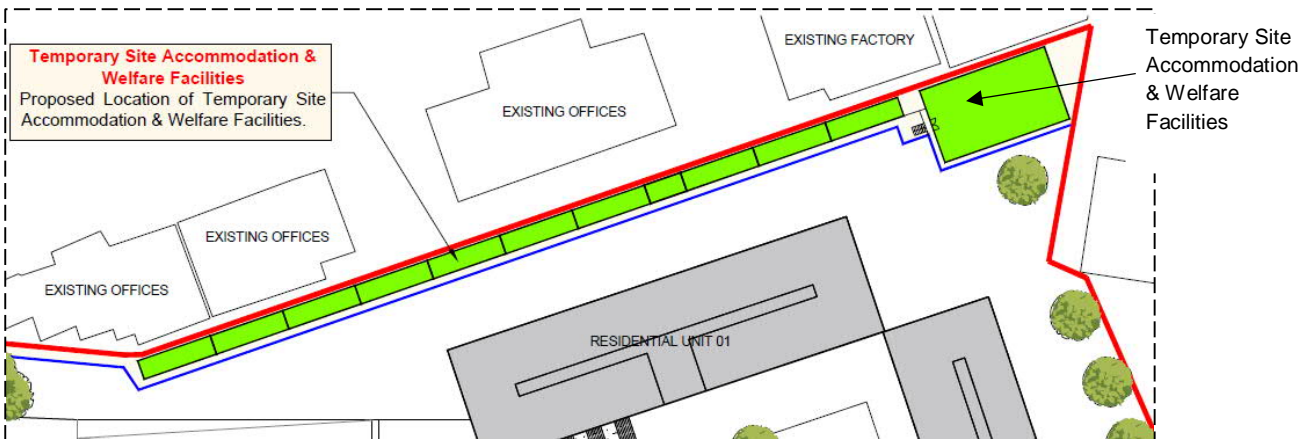 Temporary Site Accommodation &
Welfare Facilities
Proposed Location of Temporary Site
Accommodation & Welfare Facilities.
EXISTING OFFICES
EXISTING FACTORY
Temporary Site
Accommodation
& Welfare
Facilities
EXISTING OFFICES
EXISTING OFFICES
RESIDENTIAL UNIT 01